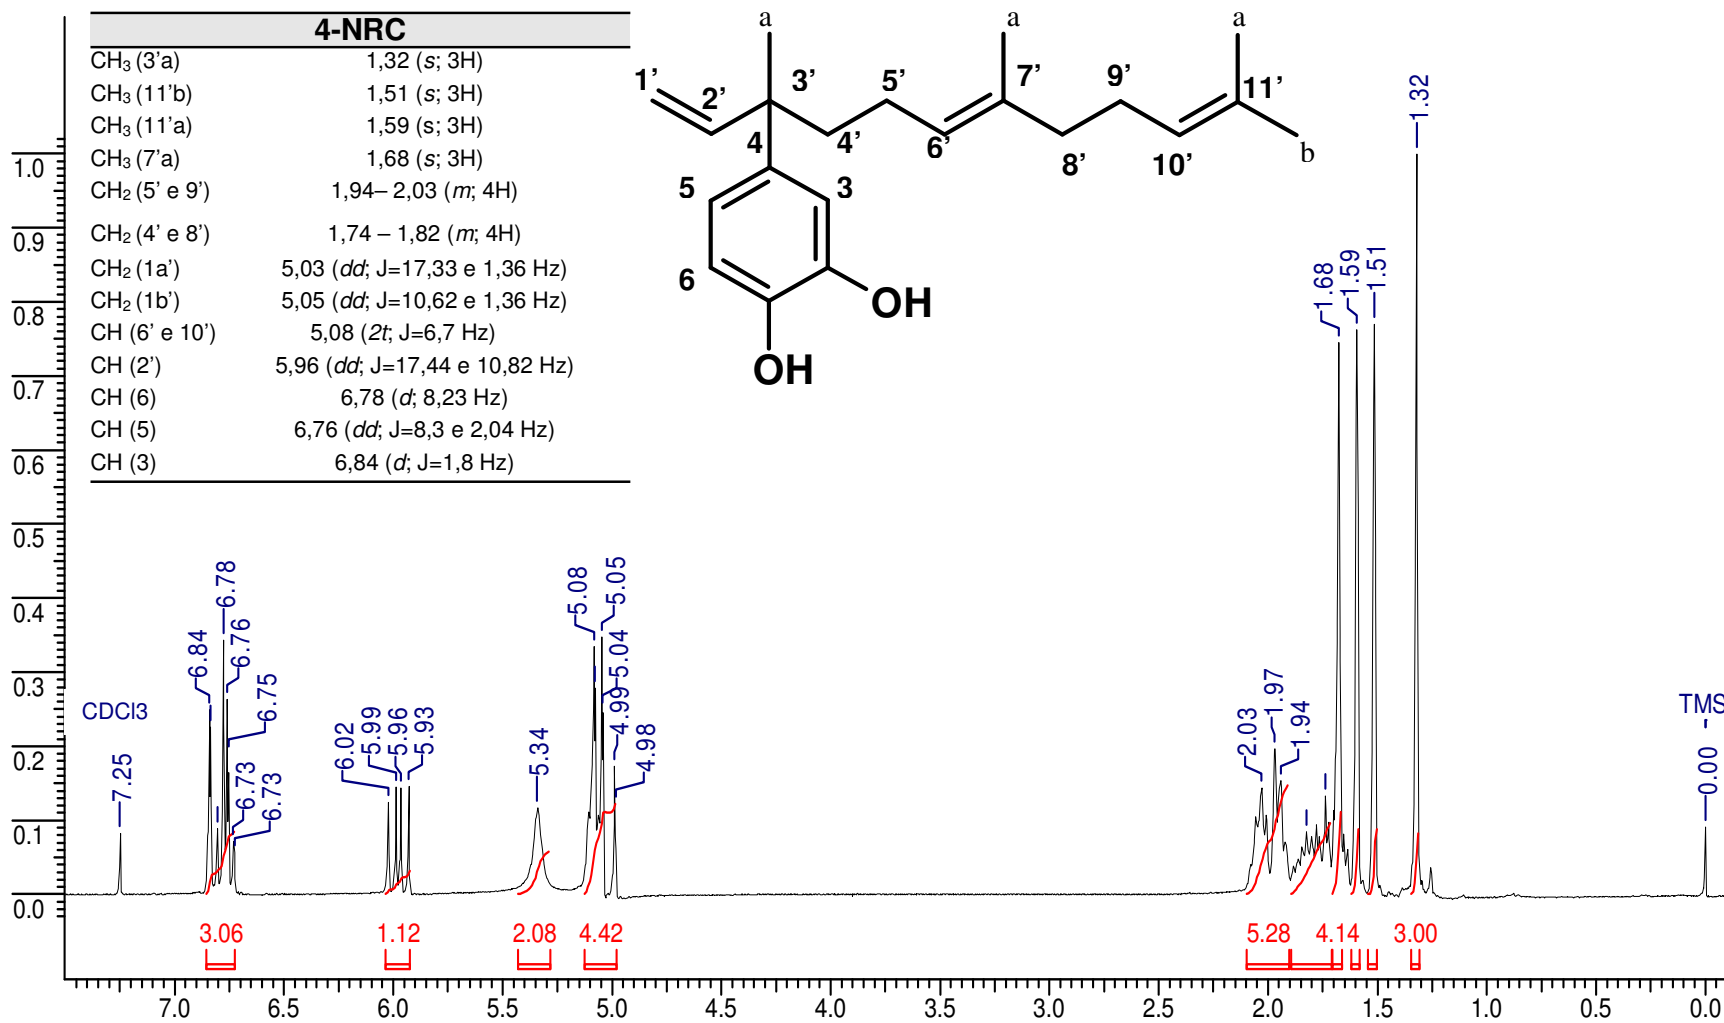 4-NRC
CH3 (3'a) 1,32 (s; 3H)
CH3 (11'b) 1,51 (s; 3H)
CH3 (11'a) 1,59 (s; 3H)
CH3 (7'a) 1,68 (s; 3H)
CH2 (5' e 9') 1,94– 2,03 (m; 4H)
CH2 (4' e 8') 1,74 – 1,82 (m; 4H)
CH2 (1a') 5,03 (dd; J=17,33 e 1,36 Hz)
CH2 (1b') 5,05 (dd; J=10,62 e 1,36 Hz)
CH (6' e 10') 5,08 (2t; J=6,7 Hz)
CH (2') 5,96 (dd; J=17,44 e 10,82 Hz)
CH (6) 6,78 (d; 8,23 Hz)
CH (5) 6,76 (dd; J=8,3 e 2,04 Hz)
CH (3) 6,84 (d; J=1,8 Hz)
a a a
1' 2' 3' 5' 7' 9' 11'
4 4' 6' 8' 10' b
5 3
6
OH
OH
1.0
0.9
0.8
0.7
0.6
0.5
0.4
0.3
0.2
0.1
0.0
CDCl3
7.25
6.84
6.78
6.76
6.75
6.73
6.73
6.02
5.99
5.96
5.93
5.34
5.08
5.05
5.04
4.99
4.98
2.03
1.97
1.94
1.68
1.59
1.51
1.32
TMS
0.00
3.06 1.12 2.08 4.42 5.28 4.14 3.00
7.0 6.5 6.0 5.5 5.0 4.5 4.0 3.5 3.0 2.5 2.0 1.5 1.0 0.5 0.0